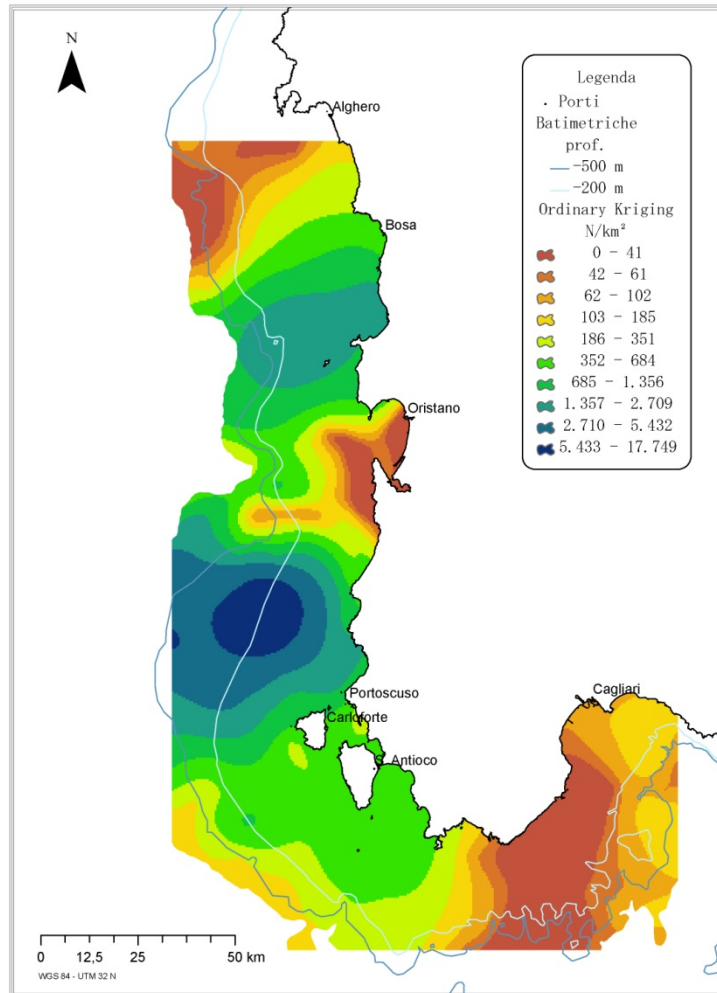 N
Alghero
Bosa
Oristano
Portoscuso
Carloforte
S. Antioco
Cagliari
Legenda
. Porti
Batimetriche
prof.
-500 m
-200 m
Ordinary Kriging
N/km²
0 - 41
42 - 61
62 - 102
103 - 185
186 - 351
352 - 684
685 - 1.356
1.357 - 2.709
2.710 - 5.432
5.433 - 17.749
0 12,5 25 50 km
WGS 84 - UTM 32 N